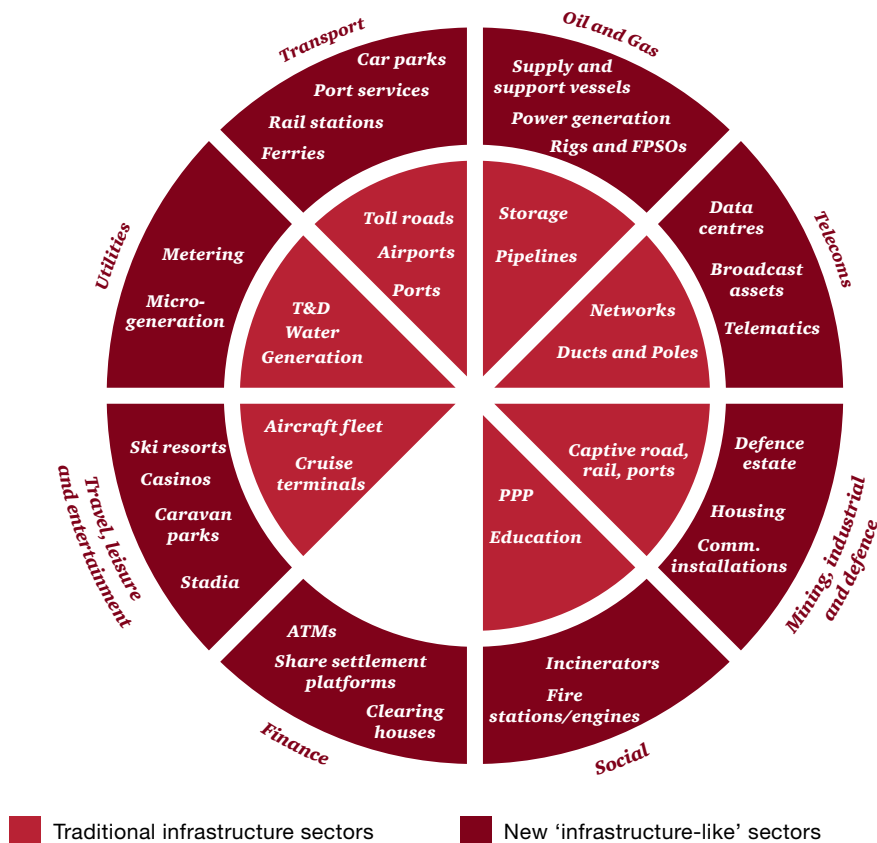 Transport
Car parks
Port services
Rail stations
Ferries
Toll roads
Airports
Ports
Oil and Gas
Supply and
support vessels
Power generation
Rigs and FPSOs
Storage
Pipelines
Telecoms
Data
centres
Broadcast
assets
Telematics
Networks
Ducts and Poles
Mining, industrial
and defence
Defence
estate
Housing
Comm.
installations
Captive road,
rail, ports
Social
Incinerators
Fire
stations/engines
PPP
Education
Finance
ATMs
Share settlement
platforms
Clearing
houses
Travel, leisure
and entertainment
Ski resorts
Casinos
Caravan
parks
Stadia
Aircraft fleet
Cruise
terminals
Utilities
Metering
Micro-
generation
T&D
Water
Generation
Traditional infrastructure sectors
New ‘infrastructure-like’ sectors